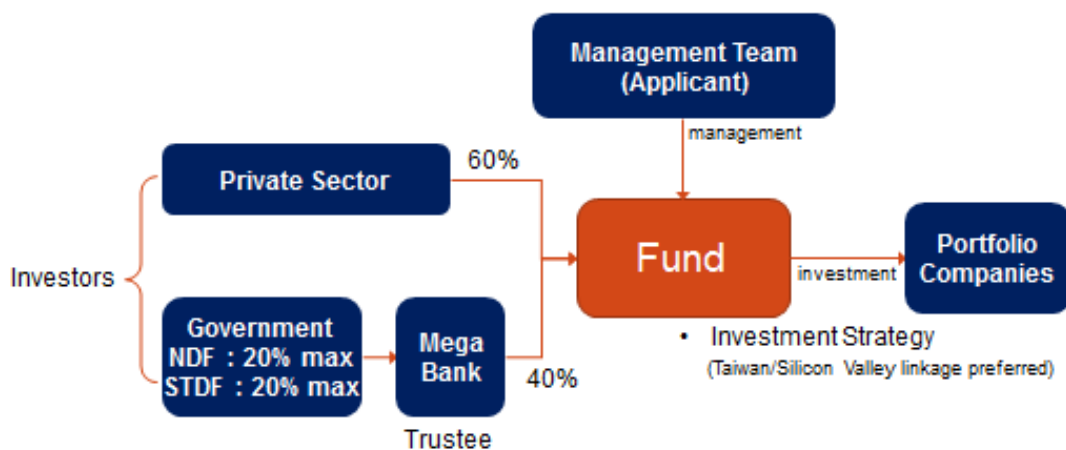 Management Team
(Applicant)
management
60%
Private Sector
Fund
Portfolio
Companies
investment
Investors
Government
NDF : 20% max
STDF : 20% max
Mega
Bank
40%
Trustee
• Investment Strategy
(Taiwan/Silicon Valley linkage preferred)